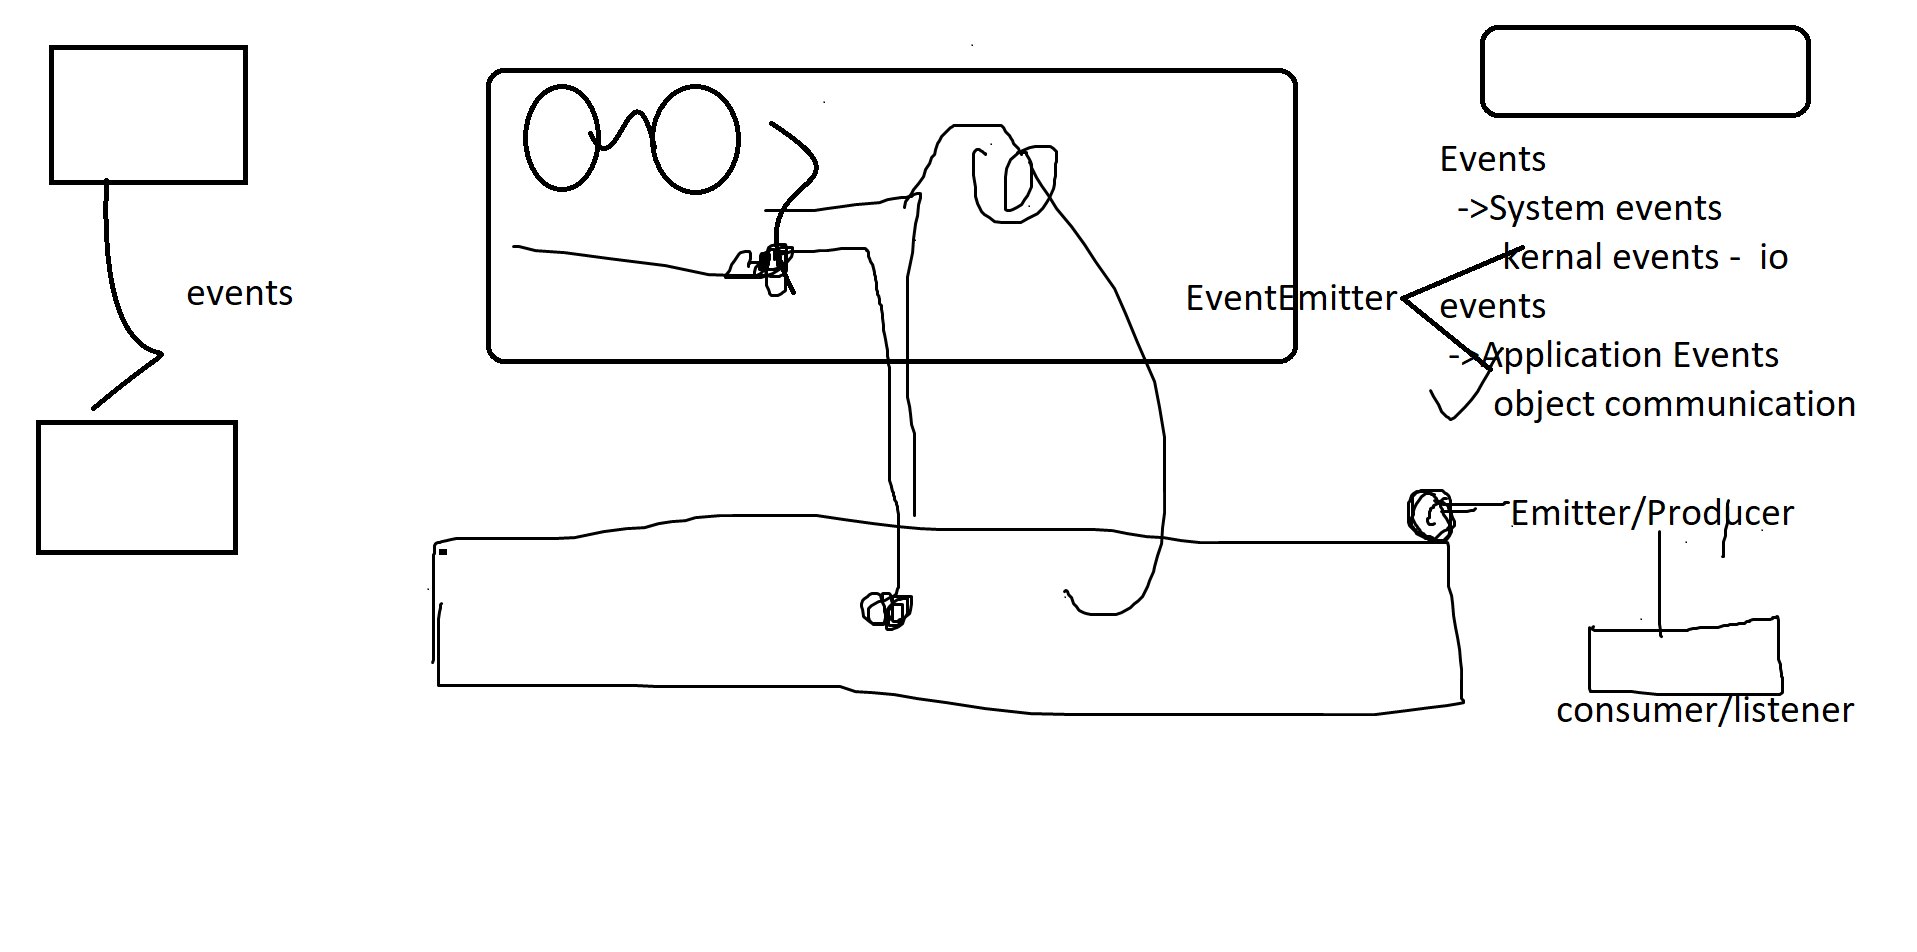 events
EventEmitter
Events
->System events
kernal events -  io
events
->Application Events
object communication
Emitter/Producer
consumer/listener